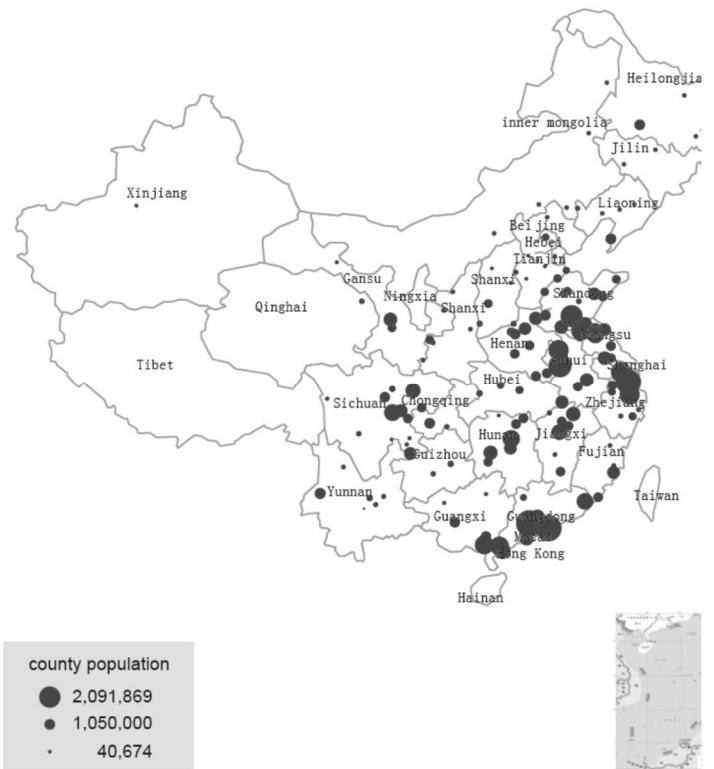 Heilongjia
inner mongolia
Jilin
Xinjiang
Liaoning
Beijing
Hebei
Tianjin
Gansu
Shanxi
Ningxia
Shandong
Qinghai
Shanxi
Henan
Tibet
Shanghai
Hubei
Sichuan
Chongqing
Zhejiang
Hunan
Jiangxi
Guizhou
Fujian
Yunnan
Taiwan
Guangxi
Guangdong
Hong Kong
Hainan
county population
2,091,869
1,050,000
40,674